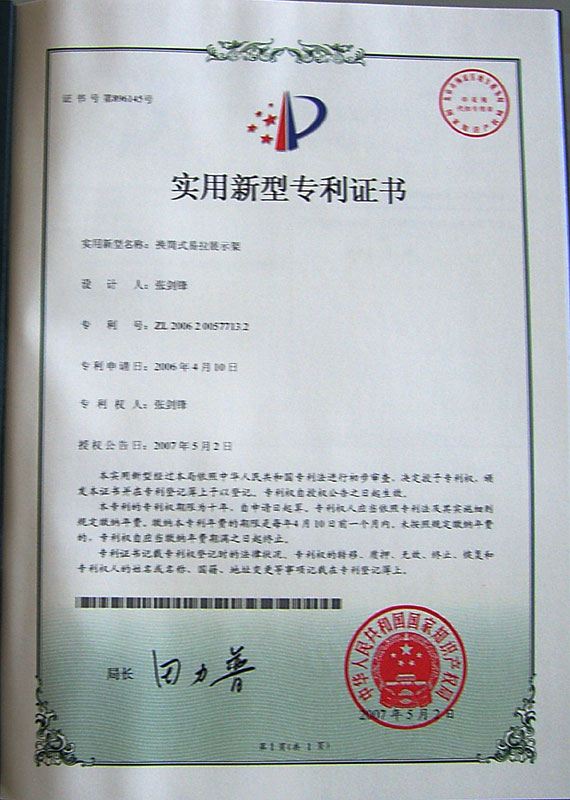 证书号第896145号
实用新型专利证书
实用新型名称：换筒式易拉展示架
设计人：张剑锋
专利号：ZL 2006 2 0057713.2
专利申请日：2006年4月10日
专利权人：张剑锋
授权公告日：2007年5月2日
本实用新型经过本局依照中华人民共和国专利法进行初步审查，决定授予专利权，颁
发本证书并在专利登记簿上予以登记。专利权自授权公告之日起生效。
本专利的专利权期限为十年，自申请日起算。专利权人应当依照专利法及其实施细则
规定缴纳年费。缴纳本专利年费的期限是每年4月10日前一个月内。未按照规定缴纳年费
的，专利权自应当缴纳年费期满之日起终止。
专利证书记载专利权登记时的法律状况。专利权的转移、质押、无效、终止、恢复和
专利权人的姓名或名称、国籍、地址变更等事项记载在专利登记簿上。
局长
田力普
中华人民共和国国家知识产权局
2007年5月2日
第1页(共1页)